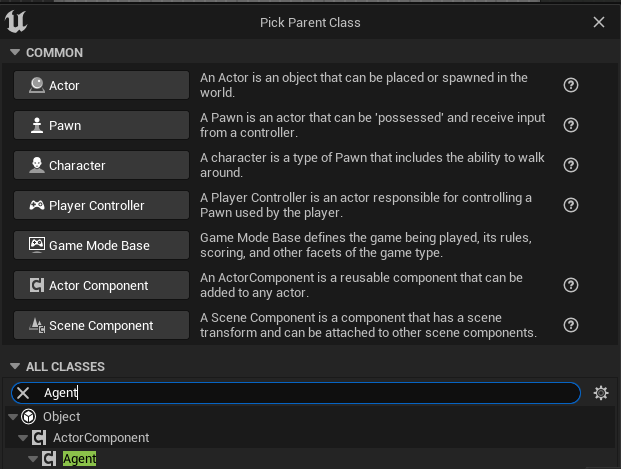 Pick Parent Class
COMMON
Actor
An Actor is an object that can be placed or spawned in the
world.
Pawn
A Pawn is an actor that can be 'possessed' and receive input
from a controller.
Character
A character is a type of Pawn that includes the ability to walk
around.
Player Controller
A Player Controller is an actor responsible for controlling a
Pawn used by the player.
Game Mode Base
Game Mode Base defines the game being played, its rules,
scoring, and other facets of the game type.
Actor Component
An ActorComponent is a reusable component that can be
added to any actor.
Scene Component
A Scene Component is a component that has a scene
transform and can be attached to other scene components.
ALL CLASSES
Agent
Object
ActorComponent
Agent